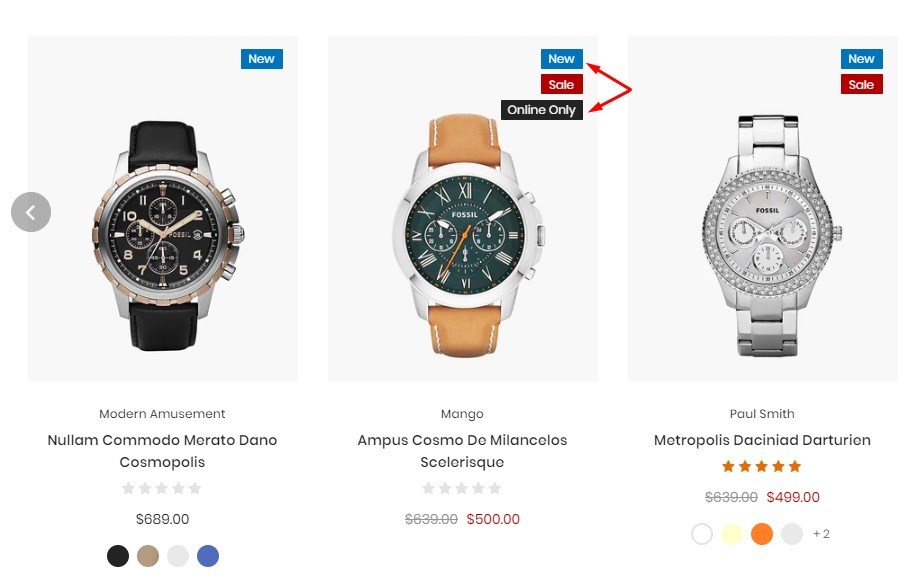 New
New
Sale
Online Only
New
Sale
FOSSIL
FOSSIL
FOSSIL
Modern Amusement
Nullam Commodo Merato Dano
Cosmopolis
$689.00
Mango
Ampus Cosmo De Milancelos
Scelerisque
$639.00 $500.00
Paul Smith
Metropolis Daciniad Darturien
$639.00 $499.00
+ 2